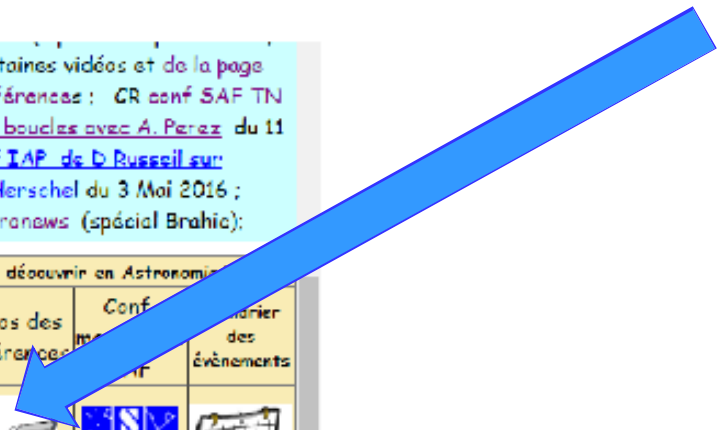 taines vidéos et de la page
férences : CR conf SAF TN
boucles avec A. Perez du 11
IAP de D Russeil sur
Herschel du 3 Mai 2016 ;
ronews (spécial Brahic);
découvrir en Astronomie
os des
Conf
des
évènements
S